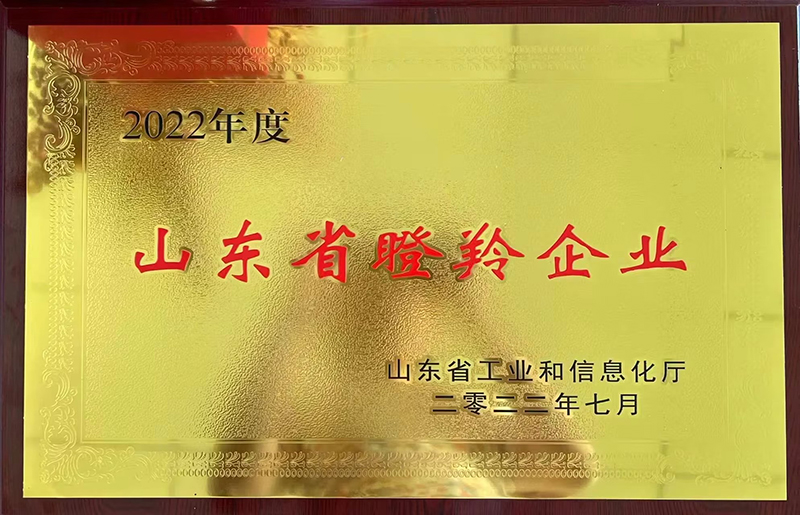 2022年度
山东省瞪羚企业
山东省工业和信息化厅
二零二二年七月